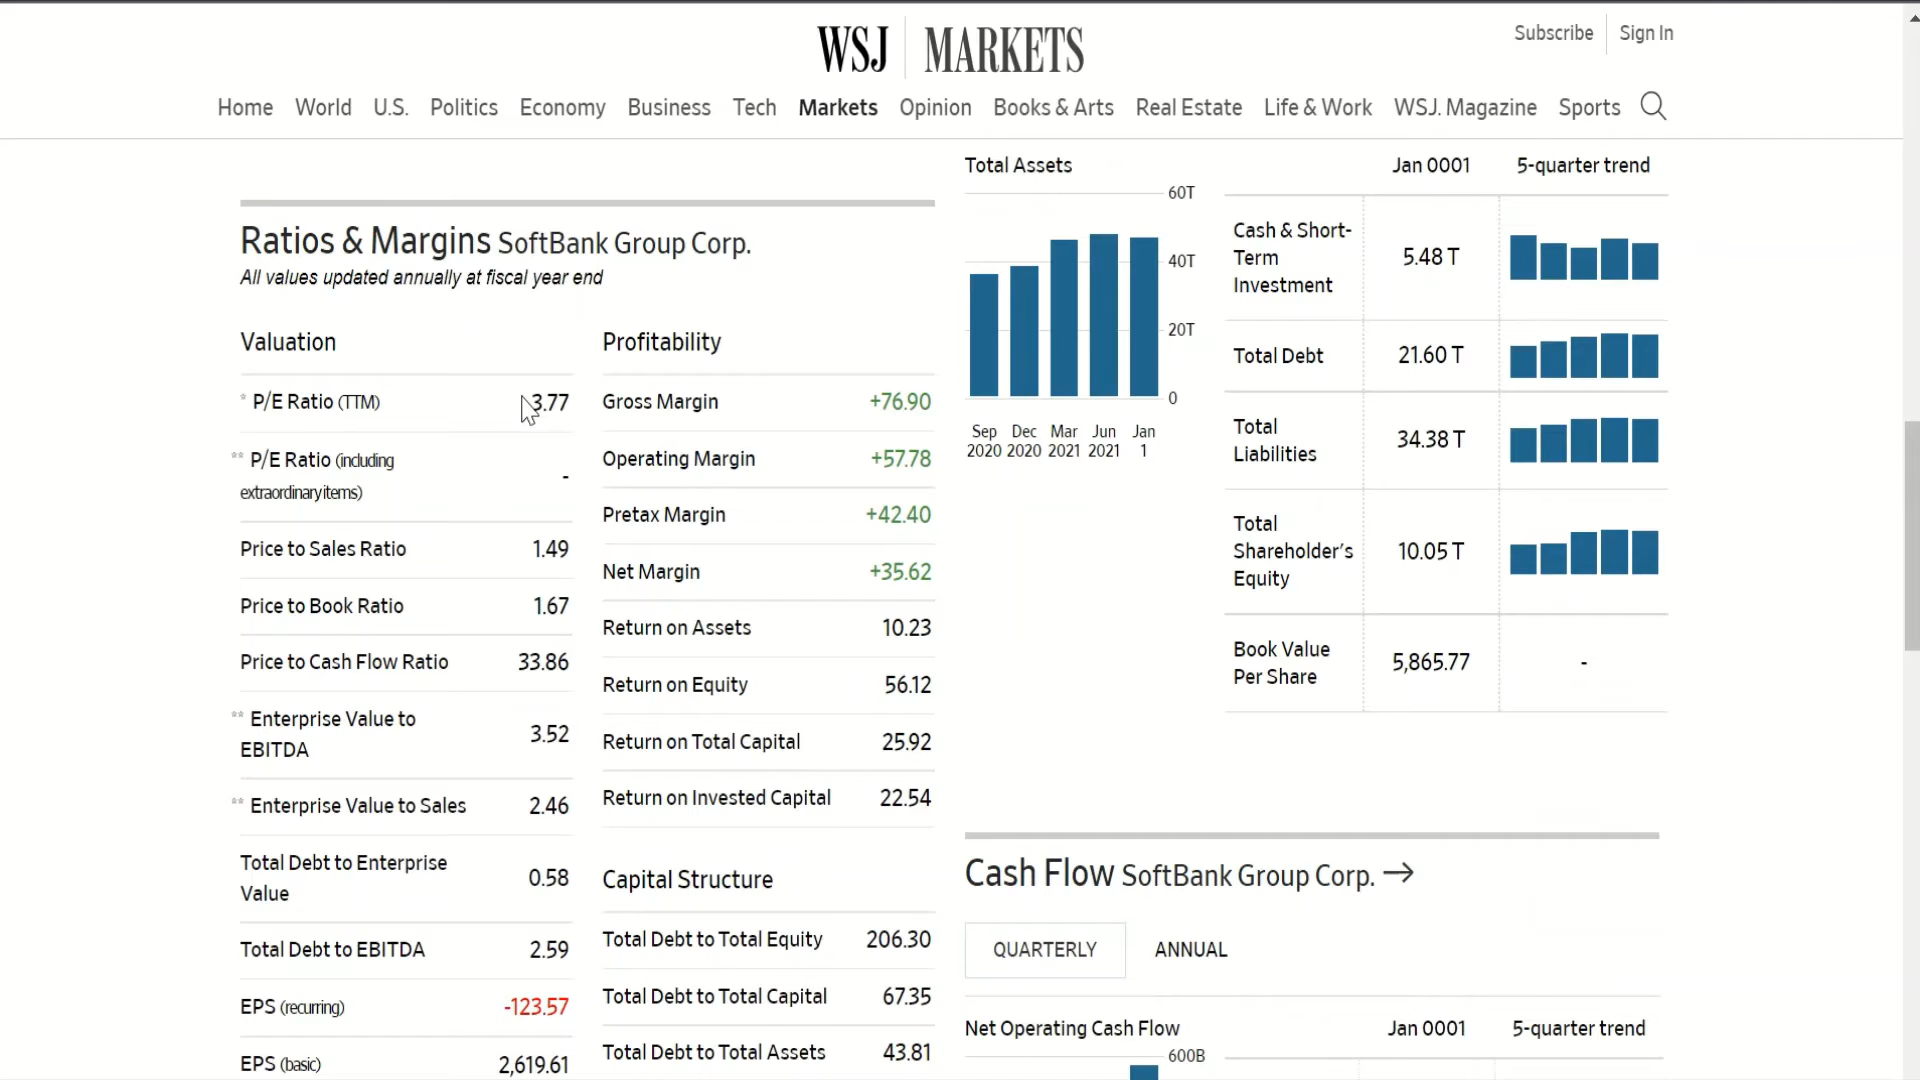 WSJ MARKETS
Subscribe Sign In
Home World U.S. Politics Economy Business Tech Markets Opinion Books & Arts Real Estate Life & Work WSJ. Magazine Sports
Ratios & Margins SoftBank Group Corp.
All values updated annually at fiscal year end
Valuation
* P/E Ratio (TTM) 3.77
** P/E Ratio (including
extraordinary items) -
Price to Sales Ratio 1.49
Price to Book Ratio 1.67
Price to Cash Flow Ratio 33.86
** Enterprise Value to
EBITDA 3.52
** Enterprise Value to Sales 2.46
Total Debt to Enterprise
Value 0.58
Total Debt to EBITDA 2.59
EPS (recurring) -123.57
EPS (basic) 2,619.61
Profitability
Gross Margin +76.90
Operating Margin +57.78
Pretax Margin +42.40
Net Margin +35.62
Return on Assets 10.23
Return on Equity 56.12
Return on Total Capital 25.92
Return on Invested Capital 22.54
Capital Structure
Total Debt to Total Equity 206.30
Total Debt to Total Capital 67.35
Total Debt to Total Assets 43.81
Total Assets
60T
40T
20T
0
Sep Dec Mar Jun Jan
2020 2020 2021 2021 1
Jan 0001 5-quarter trend
Cash & Short-
Term
Investment 5.48 T
Total Debt 21.60 T
Total
Liabilities 34.38 T
Total
Shareholder's
Equity 10.05 T
Book Value
Per Share 5,865.77 -
Cash Flow SoftBank Group Corp. →
QUARTERLY ANNUAL
Net Operating Cash Flow Jan 0001 5-quarter trend
600B